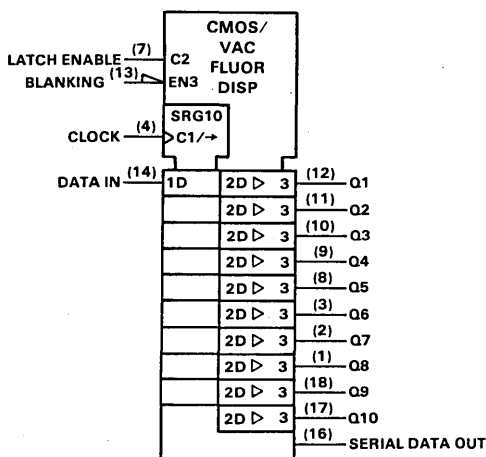 CMOS/
VAC
FLUOR
DISP
LATCH ENABLE (7) C2
BLANKING (13) EN3
SRG10
CLOCK (4) C1/→
DATA IN (14) 1D 2D ▷ 3 (12) Q1
2D ▷ 3 (11) Q2
2D ▷ 3 (10) Q3
2D ▷ 3 (9) Q4
2D ▷ 3 (8) Q5
2D ▷ 3 (3) Q6
2D ▷ 3 (2) Q7
2D ▷ 3 (1) Q8
2D ▷ 3 (18) Q9
2D ▷ 3 (17) Q10
(16) SERIAL DATA OUT